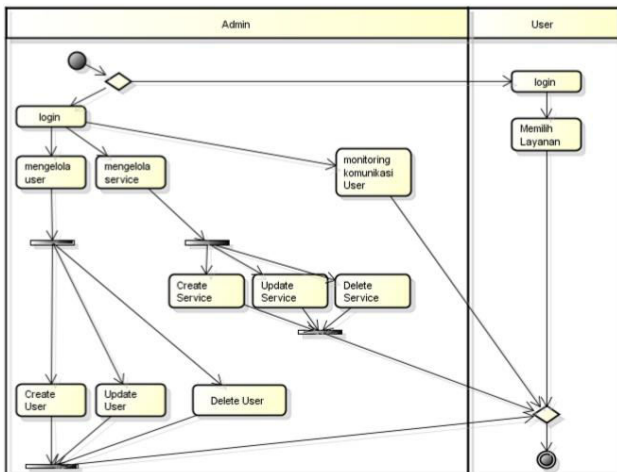 Admin
User
login
login
Memilih
Layanan
mengelola
user
mengelola
service
monitoring
komunikasi
User
Create
Service
Update
Service
Delete
Service
Create
User
Update
User
Delete User